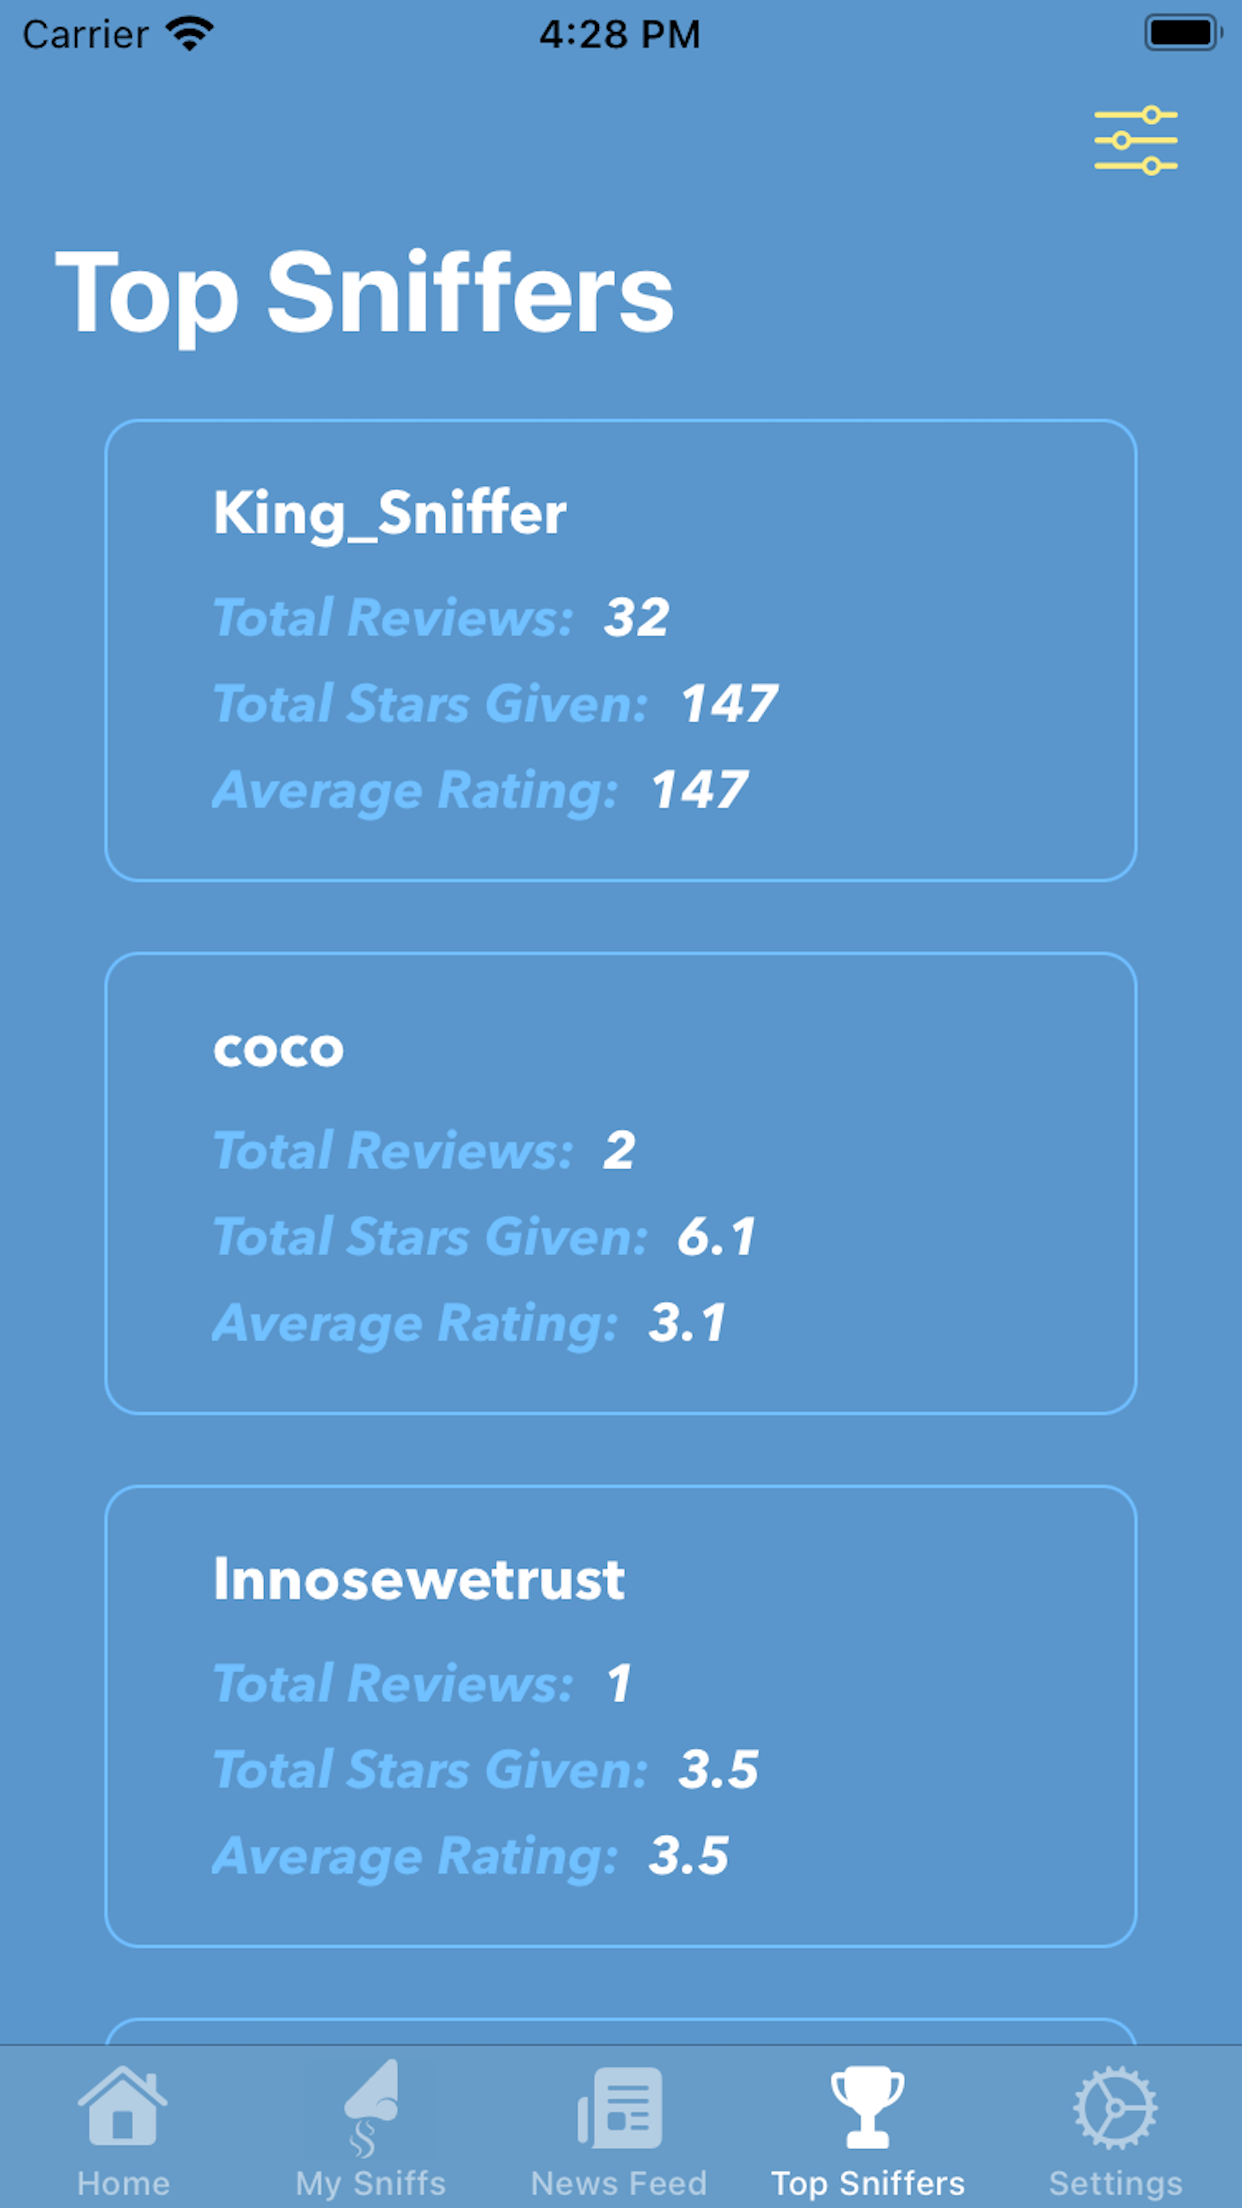 Carrier 4:28 PM
Top Sniffers
King_Sniffer
Total Reviews: 32
Total Stars Given: 147
Average Rating: 147
coco
Total Reviews: 2
Total Stars Given: 6.1
Average Rating: 3.1
Innosewetrust
Total Reviews: 1
Total Stars Given: 3.5
Average Rating: 3.5
Home My Sniffs News Feed Top Sniffers Settings